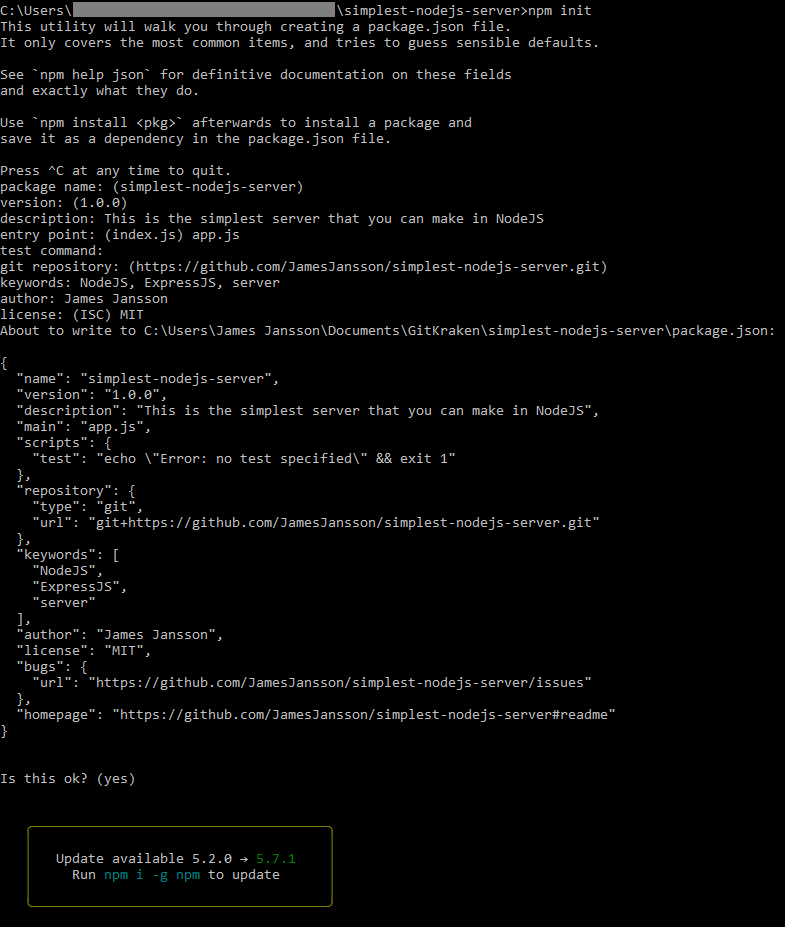 C:\Users\ \simplest-nodejs-server>npm init
This utility will walk you through creating a package.json file.
It only covers the most common items, and tries to guess sensible defaults.
See `npm help json` for definitive documentation on these fields
and exactly what they do.
Use `npm install <pkg>` afterwards to install a package and
save it as a dependency in the package.json file.
Press ^C at any time to quit.
package name: (simplest-nodejs-server)
version: (1.0.0)
description: This is the simplest server that you can make in NodeJS
entry point: (index.js) app.js
test command:
git repository: (https://github.com/JamesJansson/simplest-nodejs-server.git)
keywords: NodeJS, ExpressJS, server
author: James Jansson
license: (ISC) MIT
About to write to C:\Users\James Jansson\Documents\GitKraken\simplest-nodejs-server\package.json:
{
  "name": "simplest-nodejs-server",
  "version": "1.0.0",
  "description": "This is the simplest server that you can make in NodeJS",
  "main": "app.js",
  "scripts": {
    "test": "echo \"Error: no test specified\" && exit 1"
  },
  "repository": {
    "type": "git",
    "url": "git+https://github.com/JamesJansson/simplest-nodejs-server.git"
  },
  "keywords": [
    "NodeJS",
    "ExpressJS",
    "server"
  ],
  "author": "James Jansson",
  "license": "MIT",
  "bugs": {
    "url": "https://github.com/JamesJansson/simplest-nodejs-server/issues"
  },
  "homepage": "https://github.com/JamesJansson/simplest-nodejs-server#readme"
}
Is this ok? (yes)
Update available 5.2.0 → 5.7.1
Run npm i -g npm to update